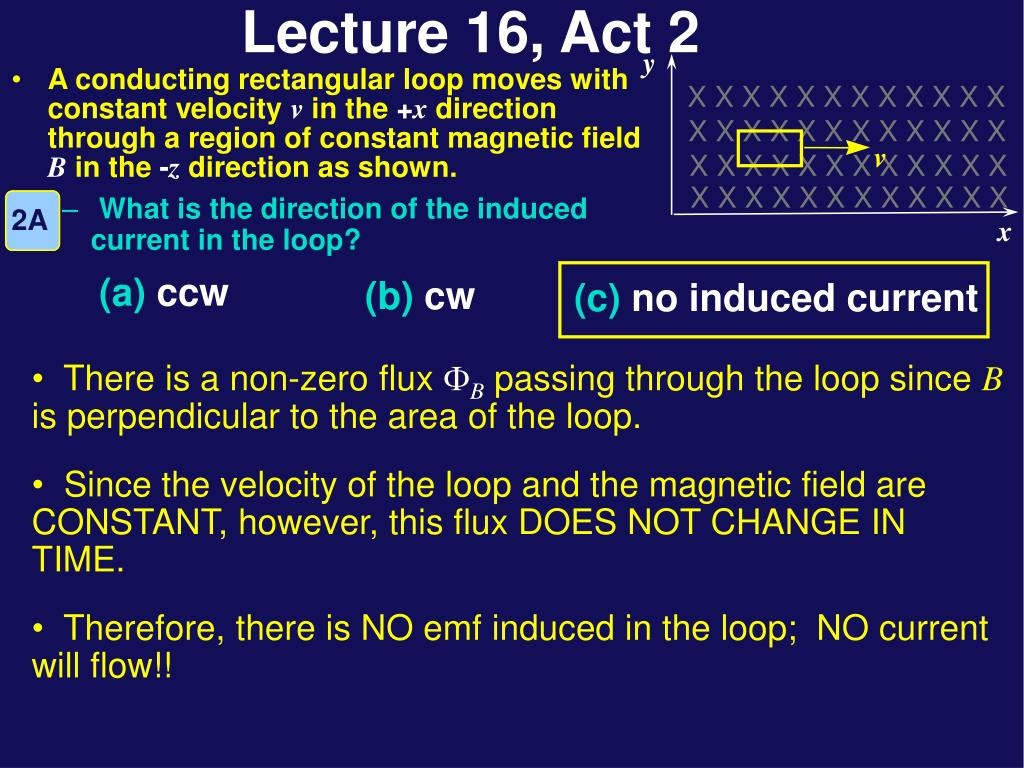 Lecture 16, Act 2
• A conducting rectangular loop moves with
constant velocity v in the +x direction
through a region of constant magnetic field
B in the -z direction as shown.
y
X X X X X X X X X X X X
X X X X X X X X X X X X
v
X X X X X X X X X X X X
X X X X X X X X X X X X
x
2A
– What is the direction of the induced
current in the loop?
(a) ccw
(b) cw
(c) no induced current
• There is a non-zero flux ΦB passing through the loop since B
is perpendicular to the area of the loop.
• Since the velocity of the loop and the magnetic field are
CONSTANT, however, this flux DOES NOT CHANGE IN
TIME.
• Therefore, there is NO emf induced in the loop; NO current
will flow!!